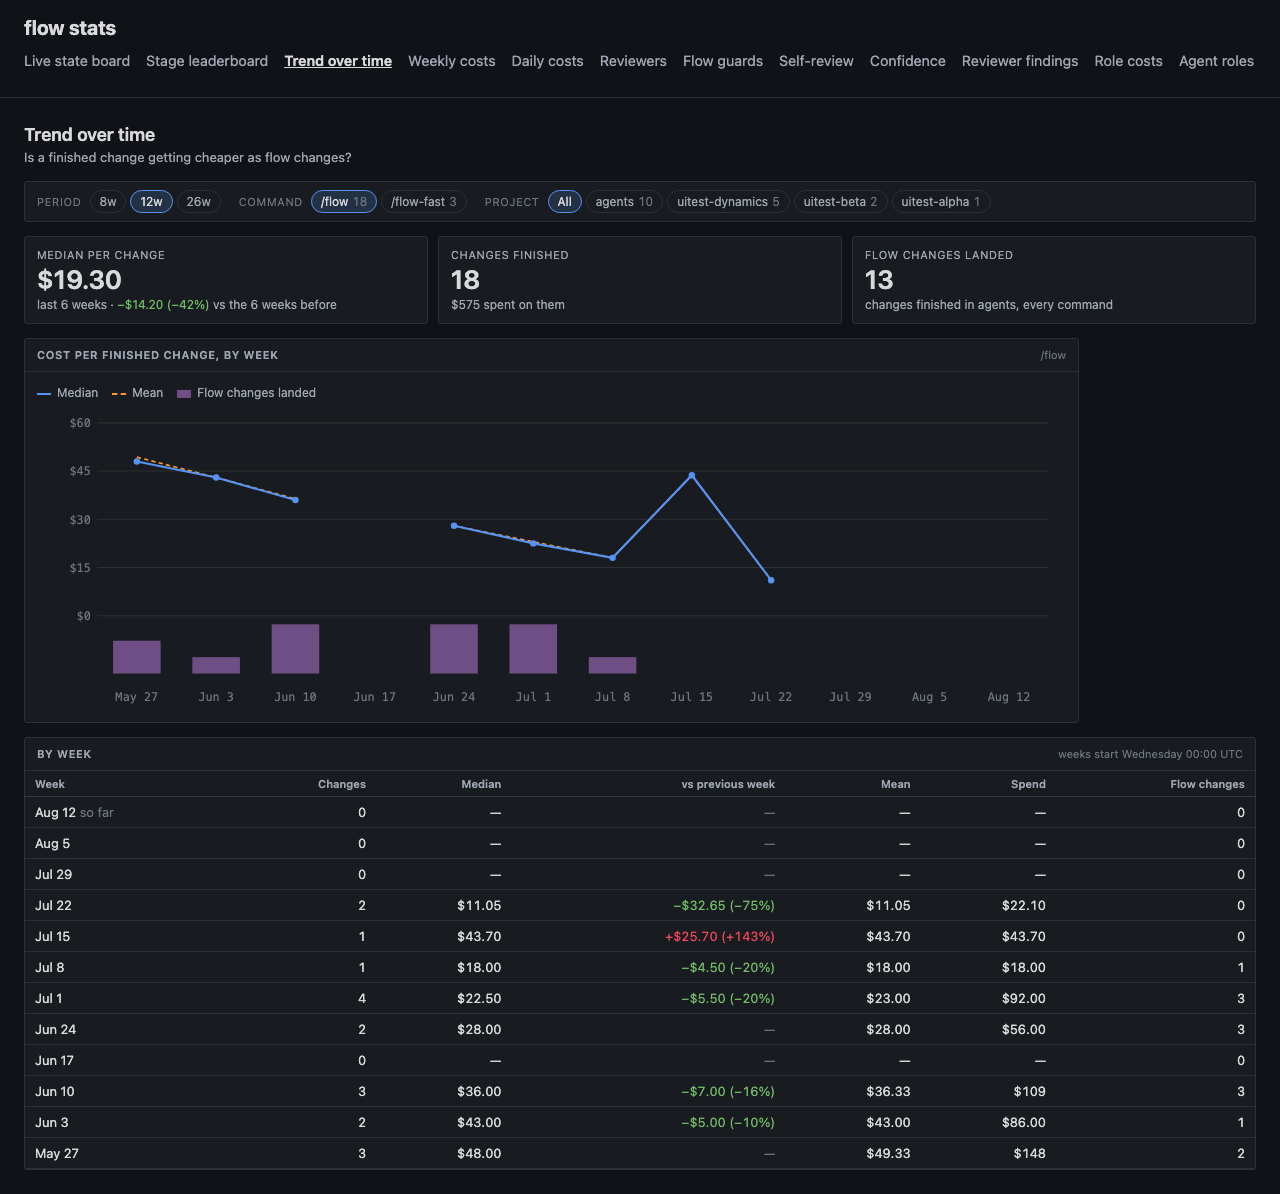 flow stats
Live state board Stage leaderboard Trend over time Weekly costs Daily costs Reviewers Flow guards Self-review Confidence Reviewer findings Role costs Agent roles
Trend over time
Is a finished change getting cheaper as flow changes?
PERIOD 8w 12w 26w COMMAND /flow 18 /flow-fast 3 PROJECT All agents 10 uitest-dynamics 5 uitest-beta 2 uitest-alpha 1
MEDIAN PER CHANGE
$19.30
last 6 weeks · −$14.20 (−42%) vs the 6 weeks before
CHANGES FINISHED
18
$575 spent on them
FLOW CHANGES LANDED
13
changes finished in agents, every command
COST PER FINISHED CHANGE, BY WEEK /flow
Median Mean Flow changes landed
$60
$45
$30
$15
$0
May 27 Jun 3 Jun 10 Jun 17 Jun 24 Jul 1 Jul 8 Jul 15 Jul 22 Jul 29 Aug 5 Aug 12
BY WEEK weeks start Wednesday 00:00 UTC
Week Changes Median vs previous week Mean Spend Flow changes
Aug 12 so far 0 — — — — 0
Aug 5 0 — — — — 0
Jul 29 0 — — — — 0
Jul 22 2 $11.05 −$32.65 (−75%) $11.05 $22.10 0
Jul 15 1 $43.70 +$25.70 (+143%) $43.70 $43.70 0
Jul 8 1 $18.00 −$4.50 (−20%) $18.00 $18.00 1
Jul 1 4 $22.50 −$5.50 (−20%) $23.00 $92.00 3
Jun 24 2 $28.00 — $28.00 $56.00 3
Jun 17 0 — — — — 0
Jun 10 3 $36.00 −$7.00 (−16%) $36.33 $109 3
Jun 3 2 $43.00 −$5.00 (−10%) $43.00 $86.00 1
May 27 3 $48.00 — $49.33 $148 2